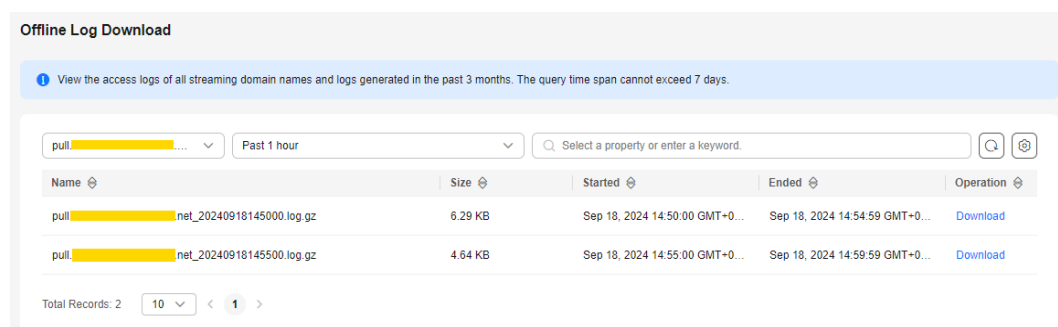 Offline Log Download
View the access logs of all streaming domain names and logs generated in the past 3 months. The query time span cannot exceed 7 days.
pull. .... Past 1 hour Select a property or enter a keyword.
Name Size Started Ended Operation
pull .net_20240918145000.log.gz 6.29 KB Sep 18, 2024 14:50:00 GMT+0... Sep 18, 2024 14:54:59 GMT+0... Download
pull. .net_20240918145500.log.gz 4.64 KB Sep 18, 2024 14:55:00 GMT+0... Sep 18, 2024 14:59:59 GMT+0... Download
Total Records: 2 10 < 1 >